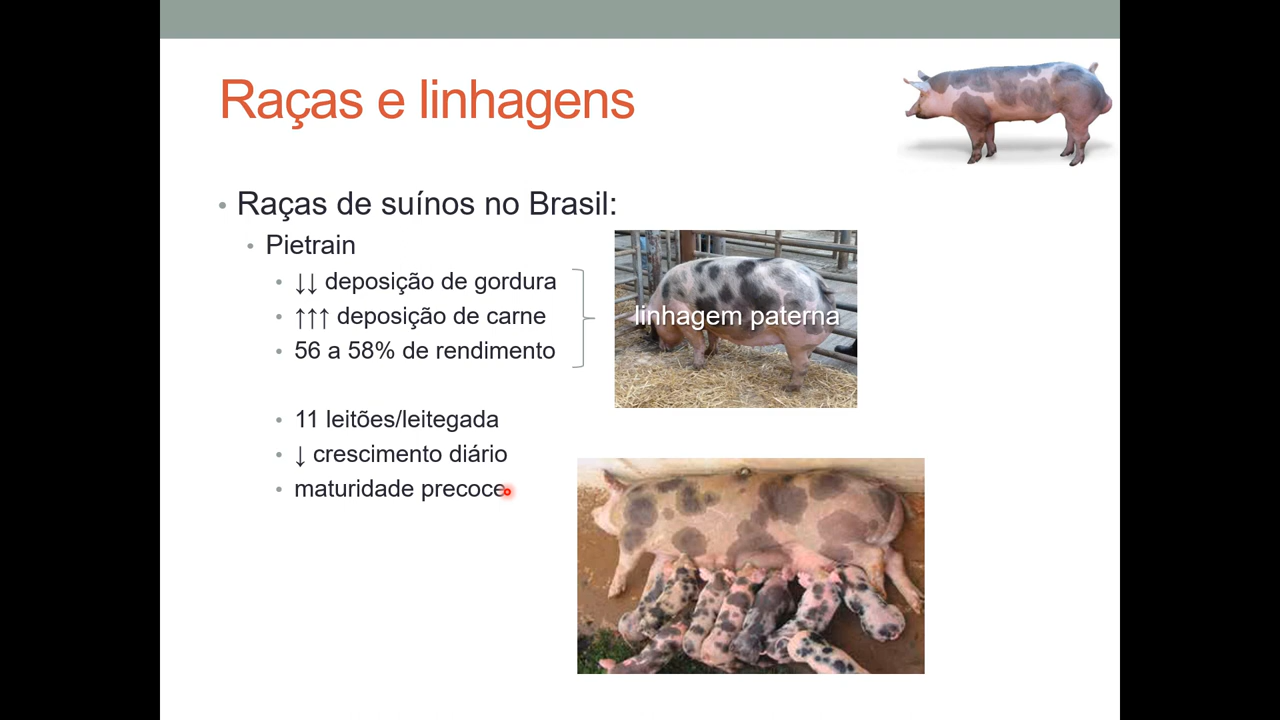 Raças e linhagens
• Raças de suínos no Brasil:
• Pietrain
• ↓↓ deposição de gordura
• ↑↑↑ deposição de carne
• 56 a 58% de rendimento
linhagem paterna
• 11 leitões/leitegada
• ↓ crescimento diário
• maturidade precoce